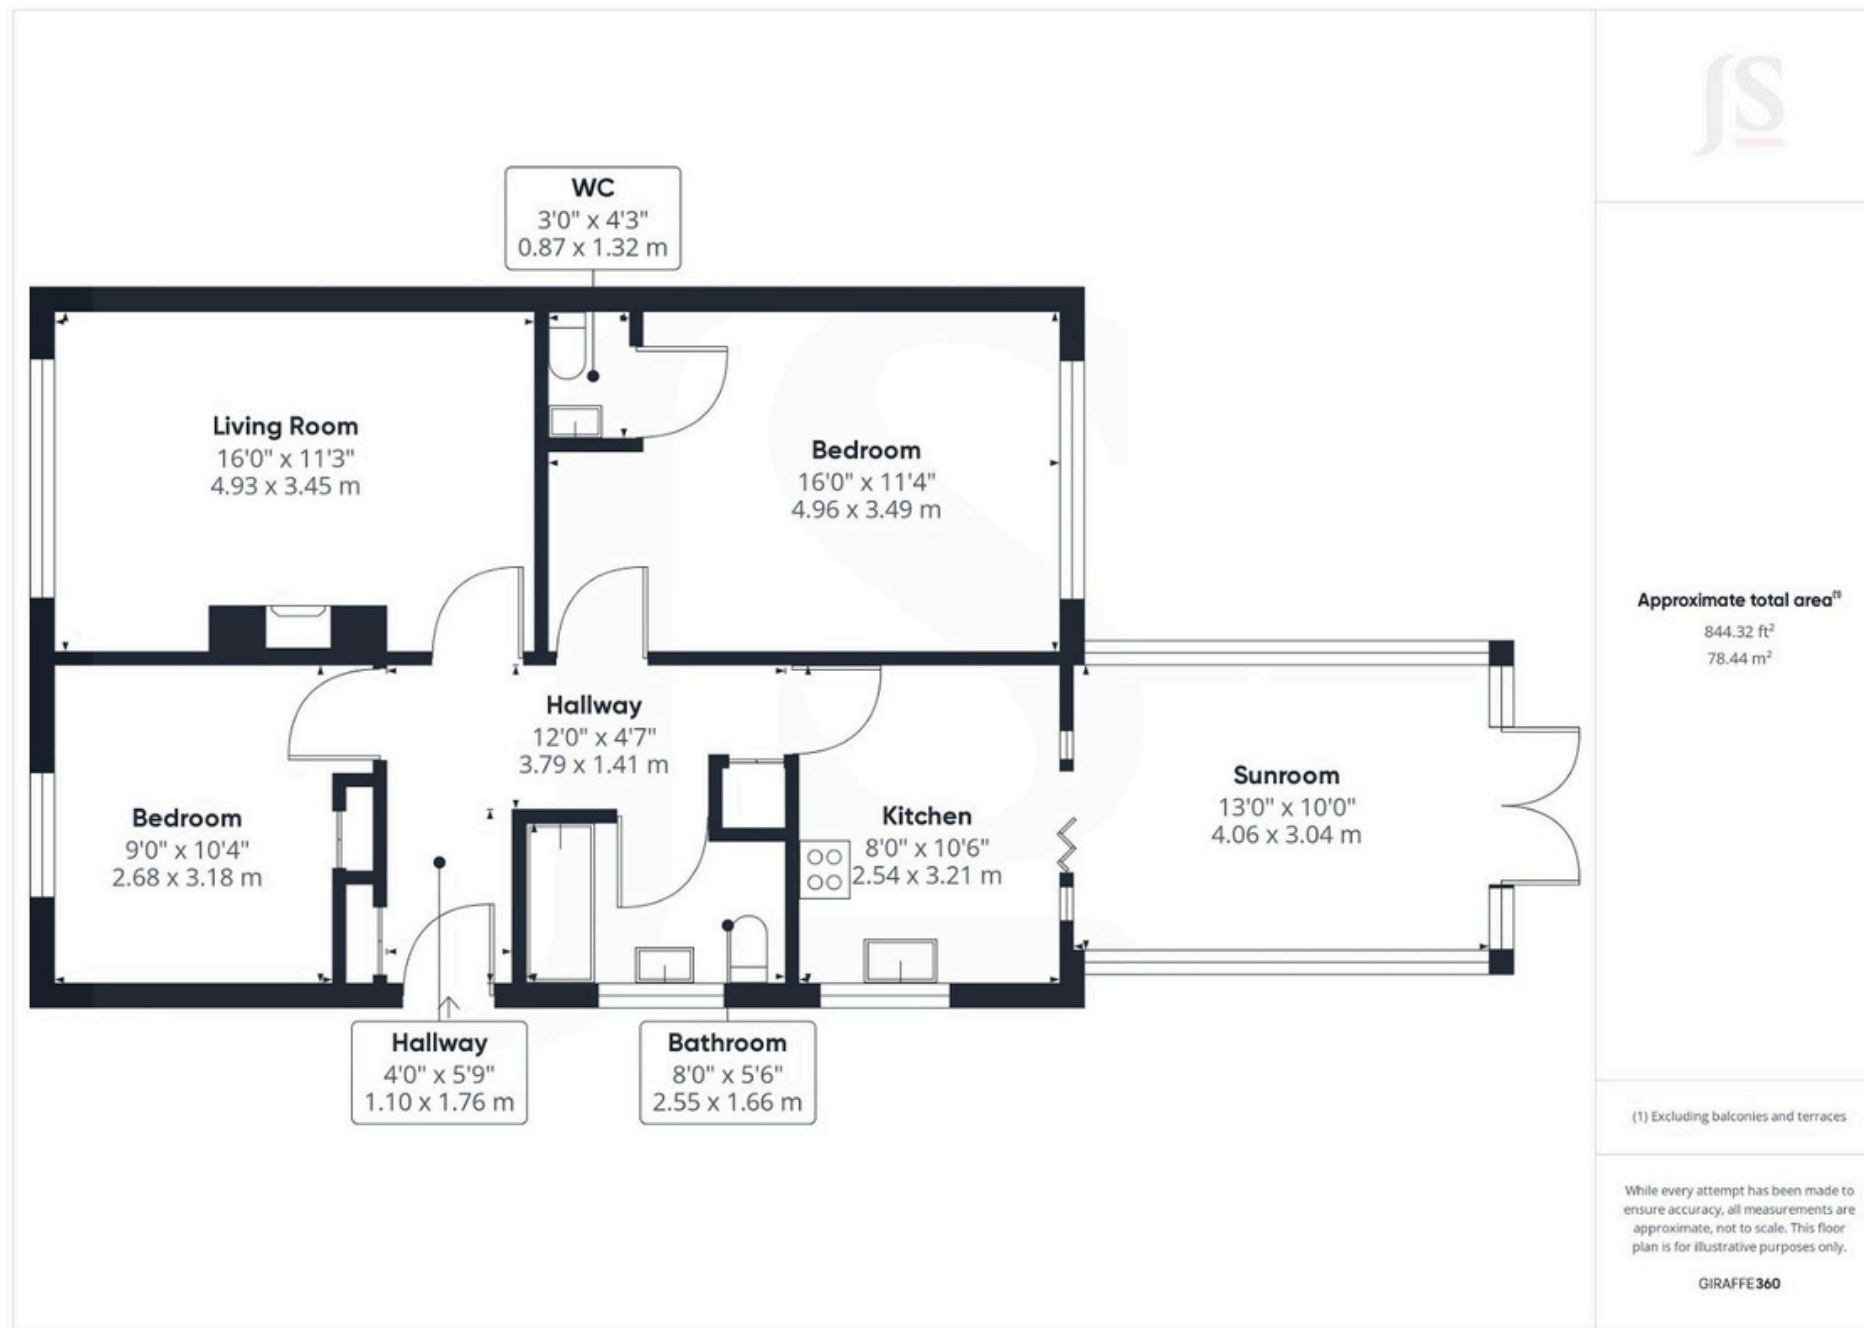 WC
3'0" x 4'3"
0.87 x 1.32 m
Living Room
16'0" x 11'3"
4.93 x 3.45 m
Bedroom
16'0" x 11'4"
4.96 x 3.49 m
Hallway
12'0" x 4'7"
3.79 x 1.41 m
Bedroom
9'0" x 10'4"
2.68 x 3.18 m
Kitchen
8'0" x 10'6"
2.54 x 3.21 m
Sunroom
13'0" x 10'0"
4.06 x 3.04 m
Hallway
4'0" x 5'9"
1.10 x 1.76 m
Bathroom
8'0" x 5'6"
2.55 x 1.66 m
JS
Approximate total area⁽¹⁾
844.32 ft²
78.44 m²
(1) Excluding balconies and terraces
While every attempt has been made to
ensure accuracy, all measurements are
approximate, not to scale. This floor
plan is for illustrative purposes only.
GIRAFFE360